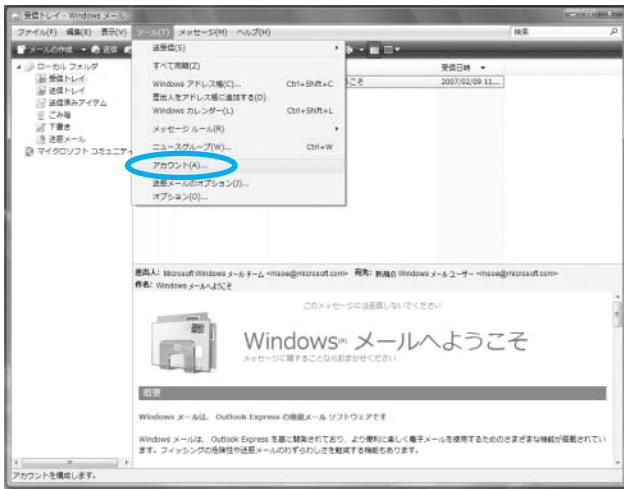 受信トレイ - Windows メール
ファイル(F) 編集(E) 表示(V) ツール(T) メッセージ(M) ヘルプ(H)
検索
メールの作成 返信
送受信(S)
すべて同期(Z)
Windows アドレス帳(C)... Ctrl+Shift+C
差出人をアドレス帳に追加する(D)
Windows カレンダー(L) Ctrl+Shift+L
メッセージ ルール(R)
ニュースグループ(W)... Ctrl+W
アカウント(A)...
迷惑メールのオプション(J)...
オプション(O)...
ローカル フォルダ
受信トレイ
送信トレイ
送信済みアイテム
ごみ箱
下書き
迷惑メール
マイクロソフト コミュニティ
受信日時
こそ
2007/02/09 11...
差出人: Microsoft Windows メール チーム <msoe@microsoft.com> 宛先: 新規の Windows メール ユーザー <msoe@microsoft.com>
件名: Windows メールへようこそ
このメッセージには返信しないでください
Windows メールへようこそ
メッセージに関することならおまかせください
概要
Windows メールは、 Outlook Express の後継メール ソフトウェアです
Windows メールは、 Outlook Express を基に開発されており、より便利に楽しく電子メールを使用するためのさまざまな機能が搭載されてい
ます。フィッシングの危険性や迷惑メールのわずらわしさを軽減する機能もあります。
アカウントを構成します。